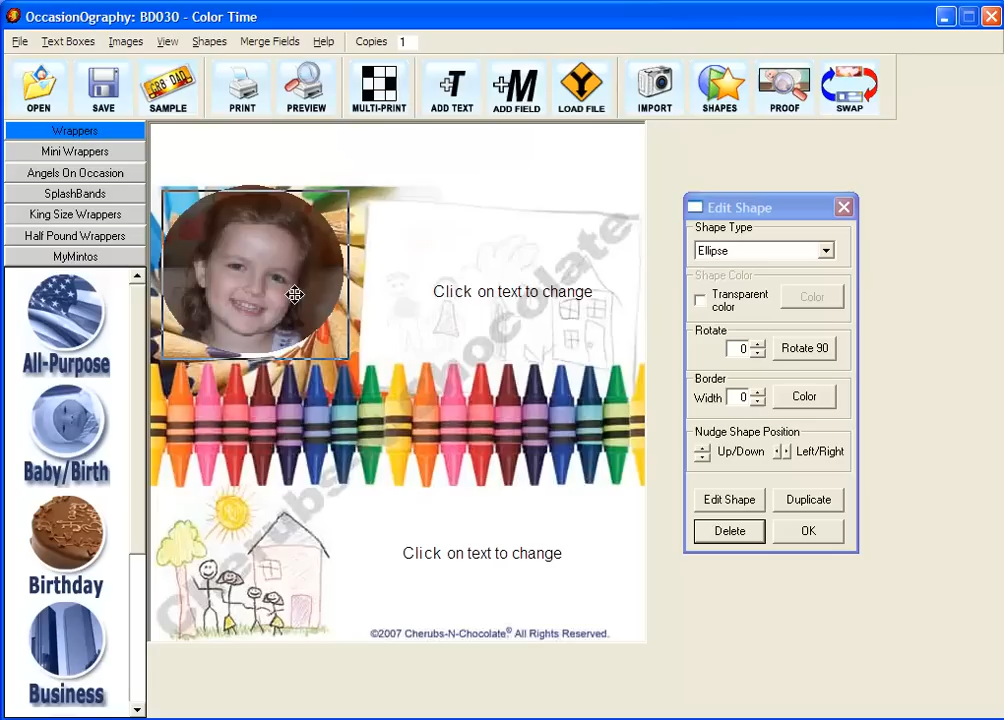 OccasionOgraphy: BD030 - Color Time
File Text Boxes Images View Shapes Merge Fields Help Copies 1
OPEN SAVE SAMPLE PRINT PREVIEW MULTI-PRINT ADD TEXT ADD FIELD LOAD FILE IMPORT SHAPES PROOF SWAP
CR8 DAD
+T
+M
Wrappers
Mini Wrappers
Angels On Occasion
SplashBands
King Size Wrappers
Half Pound Wrappers
MyMintos
All-Purpose
Baby/Birth
Birthday
Business
Click on text to change
Click on text to change
Cherubs-N-Chocolate
©2007 Cherubs-N-Chocolate® All Rights Reserved.
Edit Shape
Shape Type
Ellipse
Shape Color
Transparent color
Color
Rotate
0
Rotate 90
Border
Width 0
Color
Nudge Shape Position
Up/Down Left/Right
Edit Shape Duplicate
Delete OK